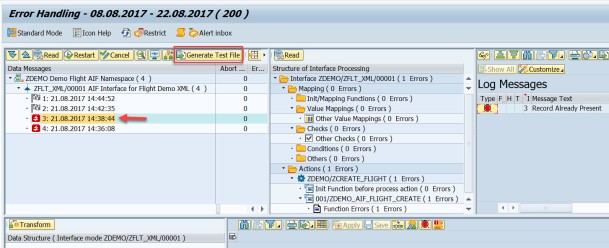 Error Handling - 08.08.2017 - 22.08.2017 ( 200 )
Standard Mode Icon Help Restrict Alert inbox
Read Restart Cancel Generate Test File
Data Messages Abort ... Er...
ZDEMO Demo Flight AIF Namespace ( 4 ) 0
ZFLT_XML/00001 AIF Interface for Flight Demo XML ( 4 ) 0
1: 21.08.2017 14:44:52 0
2: 21.08.2017 14:42:35 0
3: 21.08.2017 14:38:44 0
4: 21.08.2017 14:36:08 0
Read
Structure of Interface Processing
Interface ZDEMO/ZFLT_XML/00001 ( 1 Errors )
Mapping ( 0 Errors )
Init/Mapping Functions ( 0 Errors )
Value Mappings ( 0 Errors )
Other Value Mappings ( 0 Errors )
Checks ( 0 Errors )
Other Checks ( 0 Errors )
Conditions ( 0 Errors )
Others ( 0 Errors )
Actions ( 1 Errors )
ZDEMO/ZCREATE_FLIGHT ( 1 Errors )
Init Function before process action ( 0 Errors )
001/ZDEMO_AIF_FLIGHT_CREATE ( 1 Errors )
Function Errors ( 1 Errors )
Show All Customize
Log Messages
Type F H T I Message Text
3 Record Already Present
Transform
Data Structure ( Interface mode ZDEMO/ZFLT_XML/00001 )
Apply Save